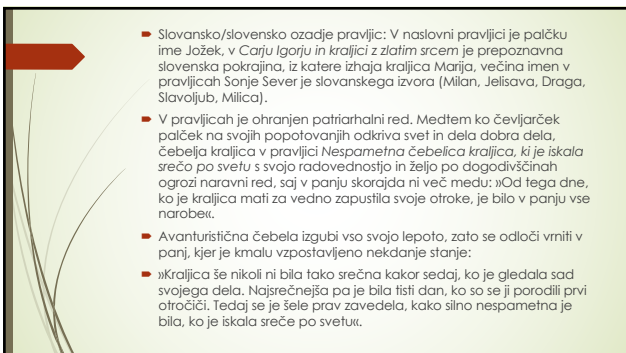 Slovansko/slovensko ozadje pravljic: V naslovni pravljici je palčku
ime Jožek, v Carju Igorju in kraljici z zlatim srcem je prepoznavna
slovenska pokrajina, iz katere izhaja kraljica Marija, večina imen v
pravljicah Sonje Sever je slovanskega izvora (Milan, Jelisava, Draga,
Slavoljub, Milica).
V pravljicah je ohranjen patriarhalni red. Medtem ko čevljarček
palček na svojih popotovanjih odkriva svet in dela dobra dela,
čebelja kraljica v pravljici Nespametna čebelica kraljica, ki je iskala
srečo po svetu s svojo radovednostjo in željo po dogodivščinah
ogrozi naravni red, saj v panju skorajda ni več medu: »Od tega dne,
ko je kraljica mati za vedno zapustila svoje otroke, je bilo v panju vse
narobe«.
Avanturistična čebela izgubi vso svojo lepoto, zato se odloči vrniti v
panj, kjer je kmalu vzpostavljeno nekdanje stanje:
»Kraljica še nikoli ni bila tako srečna kakor sedaj, ko je gledala sad
svojega dela. Najsrečnejša pa je bila tisti dan, ko so se ji porodili prvi
otročiči. Tedaj se je šele prav zavedela, kako silno nespametna je
bila, ko je iskala sreče po svetu«.